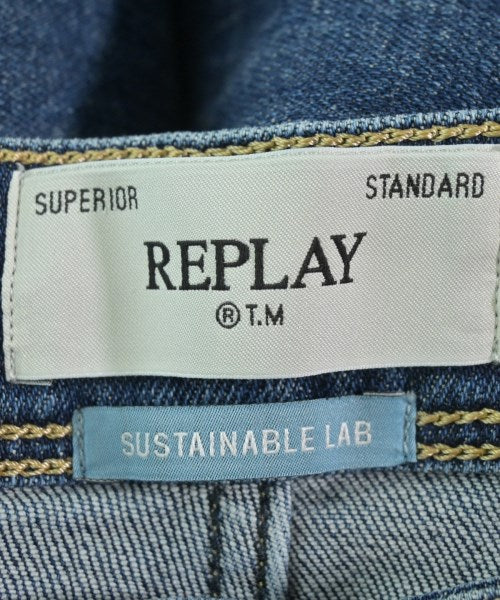 SUPERIOR STANDARD
REPLAY
® T.M
SUSTAINABLE LAB